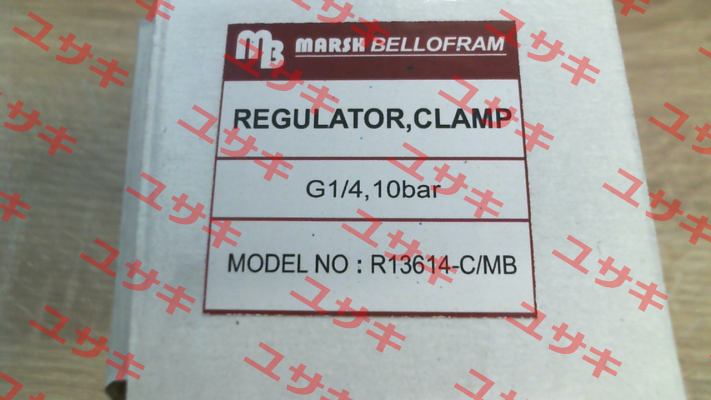 MB MARSH BELLOFRAM
REGULATOR,CLAMP
G1/4,10bar
MODEL NO : R13614-C/MB
ユサキ